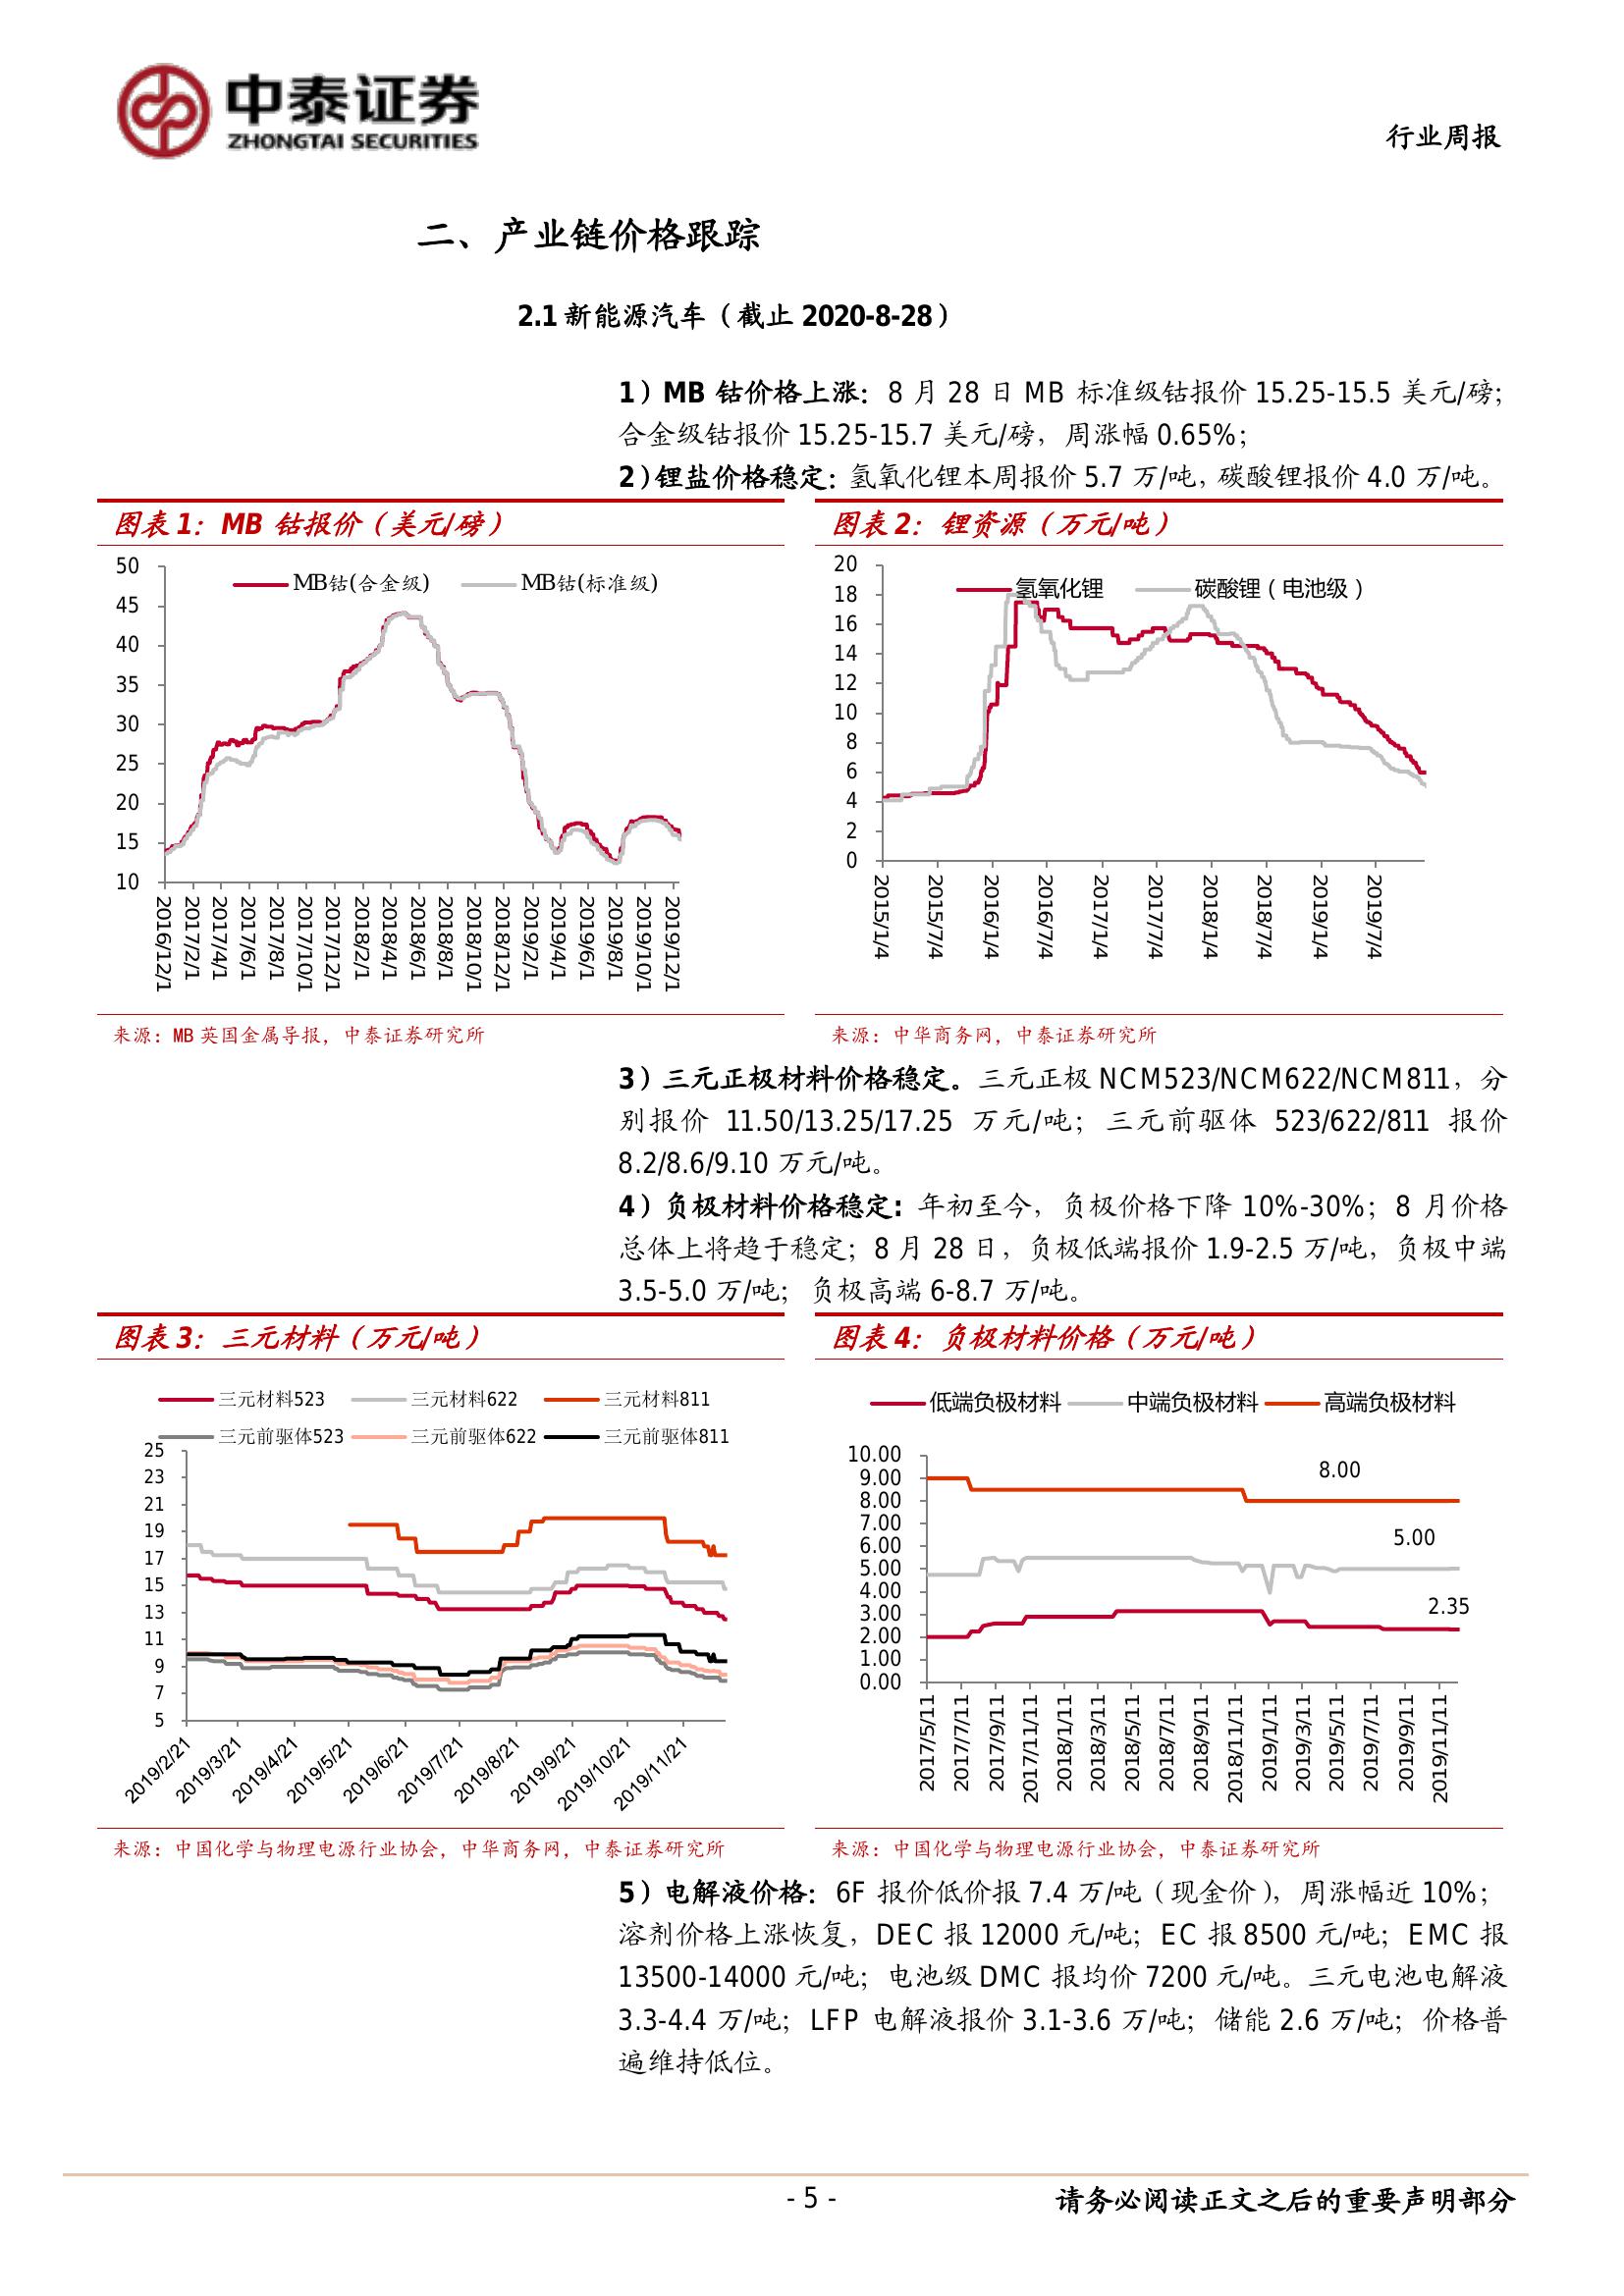 中泰证券
ZHONGTAI SECURITIES
行业周报
二、产业链价格跟踪
2.1 新能源汽车（截止 2020-8-28）
1）MB 钴价格上涨：8 月 28 日 MB 标准级钴报价 15.25-15.5 美元/磅；
合金级钴报价 15.25-15.7 美元/磅，周涨幅 0.65%；
2）锂盐价格稳定：氢氧化锂本周报价 5.7 万/吨，碳酸锂报价 4.0 万/吨。
图表 1：MB 钴报价（美元/磅）
MB钴(合金级) MB钴(标准级)
50
45
40
35
30
25
20
15
10
2016/12/1 2017/2/1 2017/4/1 2017/6/1 2017/8/1 2017/10/1 2017/12/1 2018/2/1 2018/4/1 2018/6/1 2018/8/1 2018/10/1 2018/12/1 2019/2/1 2019/4/1 2019/6/1 2019/8/1 2019/10/1 2019/12/1
来源：MB 英国金属导报，中泰证券研究所
图表 2：锂资源（万元/吨）
氢氧化锂 碳酸锂（电池级）
20
18
16
14
12
10
8
6
4
2
0
2015/1/4 2015/7/4 2016/1/4 2016/7/4 2017/1/4 2017/7/4 2018/1/4 2018/7/4 2019/1/4 2019/7/4
来源：中华商务网，中泰证券研究所
3）三元正极材料价格稳定。三元正极 NCM523/NCM622/NCM811，分
别报价 11.50/13.25/17.25 万元/吨；三元前驱体 523/622/811 报价
8.2/8.6/9.10 万元/吨。
4）负极材料价格稳定：年初至今，负极价格下降 10%-30%；8 月价格
总体上将趋于稳定；8 月 28 日，负极低端报价 1.9-2.5 万/吨，负极中端
3.5-5.0 万/吨；负极高端 6-8.7 万/吨。
图表 3：三元材料（万元/吨）
三元材料523 三元材料622 三元材料811
三元前驱体523 三元前驱体622 三元前驱体811
25
23
21
19
17
15
13
11
9
7
5
2019/2/21 2019/3/21 2019/4/21 2019/5/21 2019/6/21 2019/7/21 2019/8/21 2019/9/21 2019/10/21 2019/11/21
来源：中国化学与物理电源行业协会，中华商务网，中泰证券研究所
图表 4：负极材料价格（万元/吨）
低端负极材料 中端负极材料 高端负极材料
10.00
9.00
8.00
7.00
6.00
5.00
4.00
3.00
2.00
1.00
0.00
8.00
5.00
2.35
2017/5/11 2017/7/11 2017/9/11 2017/11/11 2018/1/11 2018/3/11 2018/5/11 2018/7/11 2018/9/11 2018/11/11 2019/1/11 2019/3/11 2019/5/11 2019/7/11 2019/9/11 2019/11/11
来源：中国化学与物理电源行业协会，中泰证券研究所
5）电解液价格：6F 报价低价报 7.4 万/吨（现金价），周涨幅近 10%；
溶剂价格上涨恢复，DEC 报 12000 元/吨；EC 报 8500 元/吨；EMC 报
13500-14000 元/吨；电池级 DMC 报均价 7200 元/吨。三元电池电解液
3.3-4.4 万/吨；LFP 电解液报价 3.1-3.6 万/吨；储能 2.6 万/吨；价格普
遍维持低位。
- 5 -
请务必阅读正文之后的重要声明部分